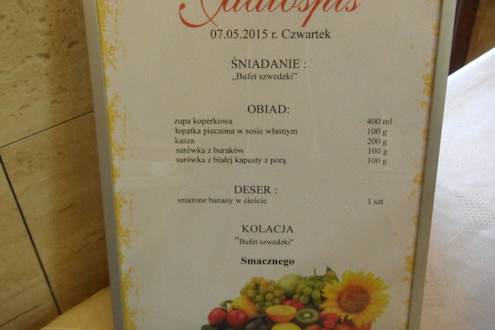 Jadłospis
07.05.2015 r. Czwartek
ŚNIADANIE :
„Bufet szwedzki”
OBIAD:
zupa koperkowa 400 ml
łopatka pieczona w sosie własnym 100 g
kasza 200 g
surówka z buraków 100 g
surówka z białej kapusty z porą 100 g
DESER :
smażone banany w cieście 1 szt
KOLACJA
"Bufet szwedzki"
Smacznego